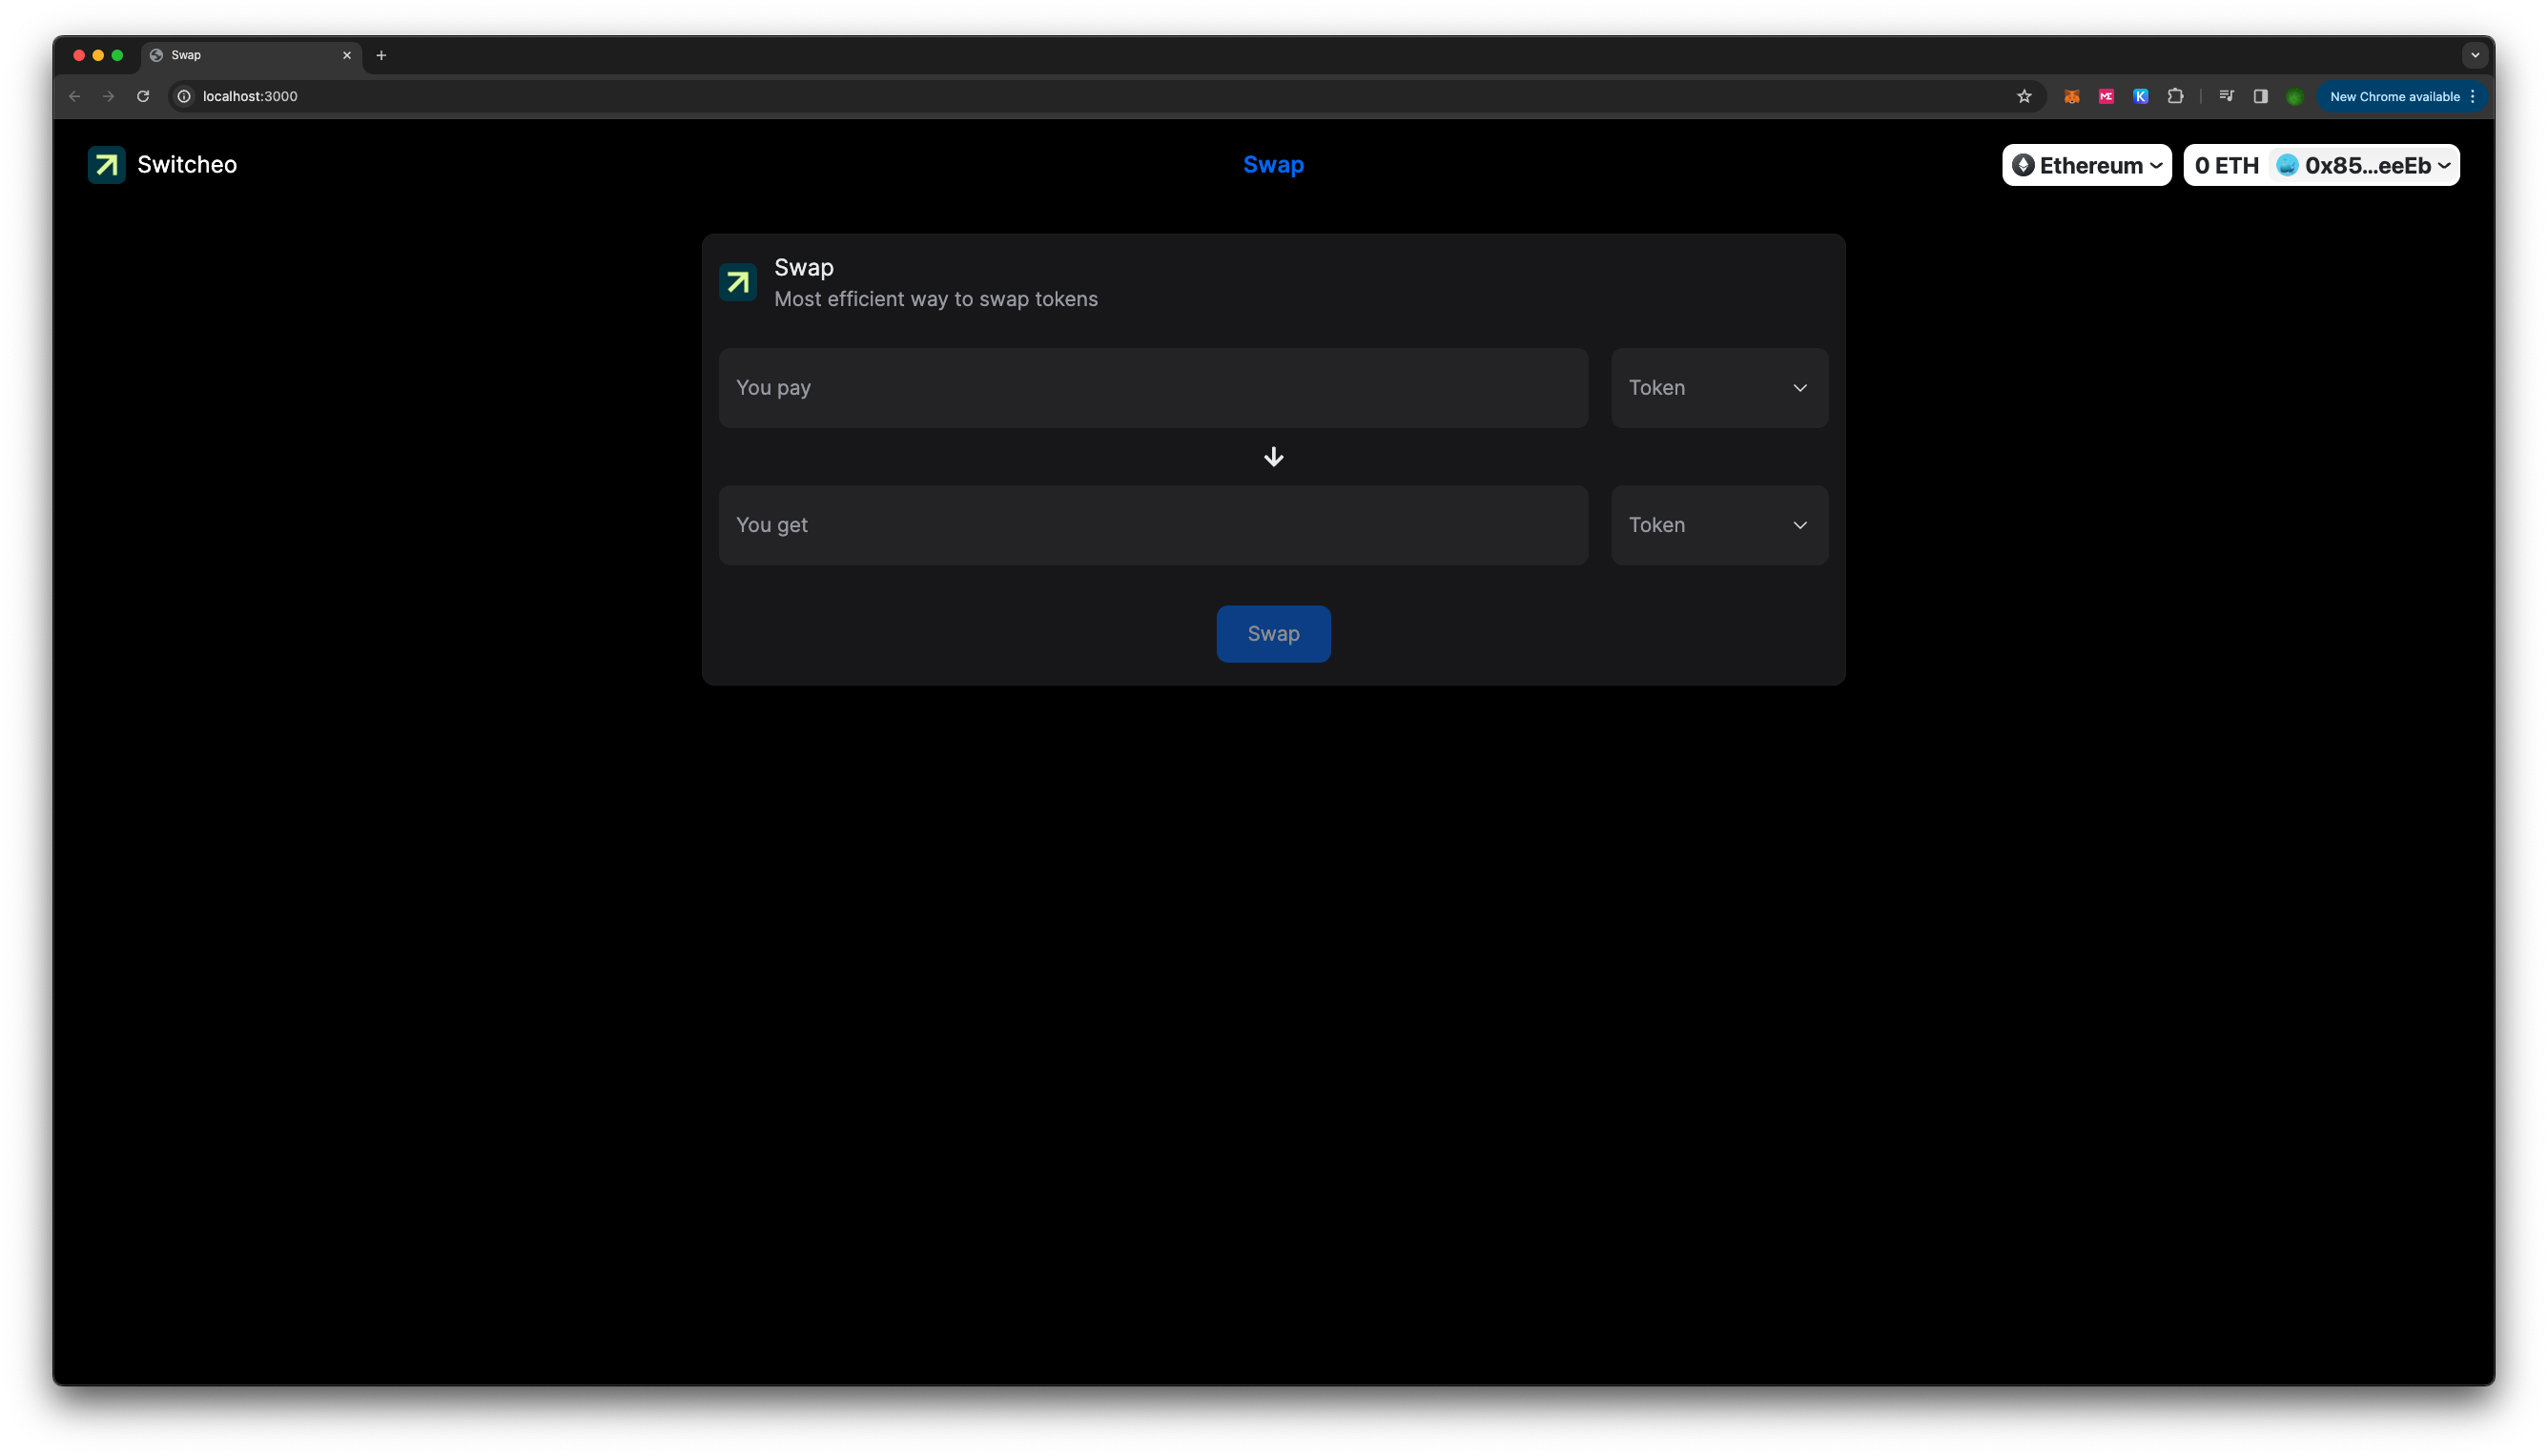 Swap
localhost:3000
New Chrome available
Switcheo
Swap
Ethereum
0 ETH 0x85...eeEb
Swap
Most efficient way to swap tokens
You pay
Token
You get
Token
Swap